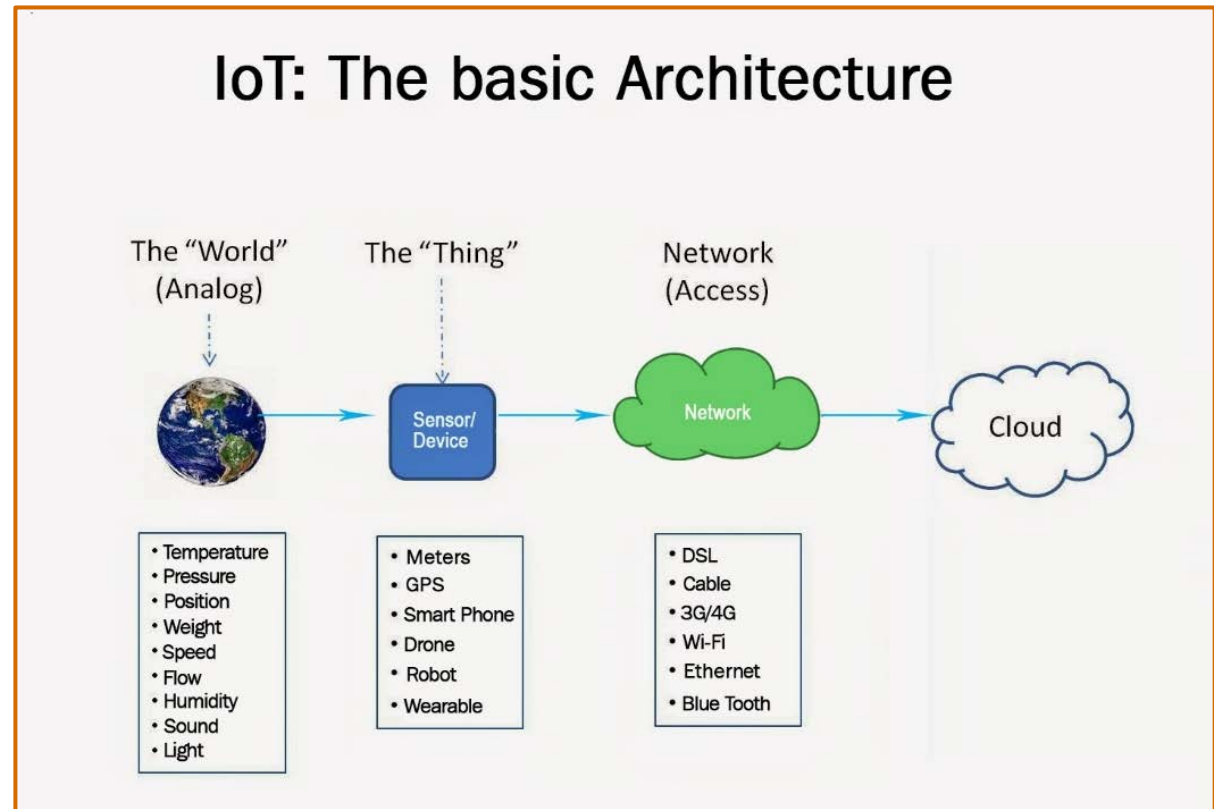 IoT: The basic Architecture
The “World”
(Analog)
The “Thing”
Network
(Access)
Sensor/
Device
Network
Cloud
• Temperature
• Pressure
• Position
• Weight
• Speed
• Flow
• Humidity
• Sound
• Light
• Meters
• GPS
• Smart Phone
• Drone
• Robot
• Wearable
• DSL
• Cable
• 3G/4G
• Wi-Fi
• Ethernet
• Blue Tooth